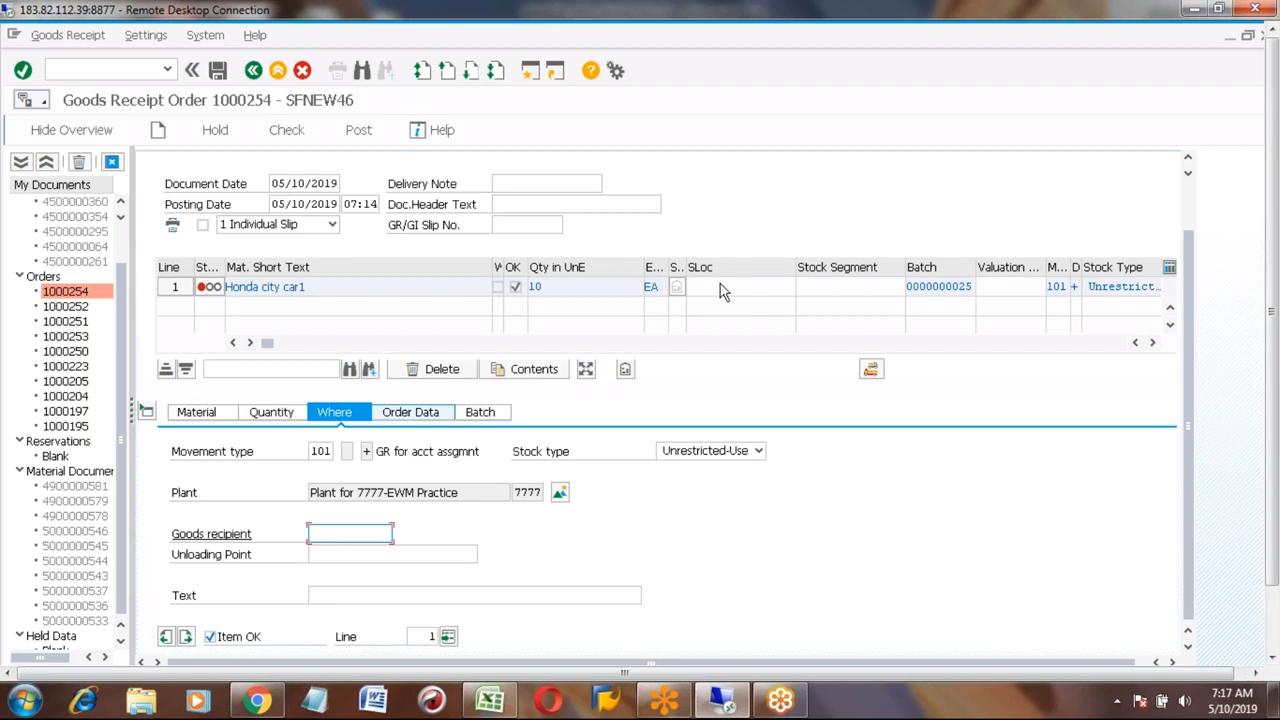 183.82.112.39:8877 - Remote Desktop Connection
Goods Receipt Settings System Help
Goods Receipt Order 1000254 - SFNEW46
Hide Overview Hold Check Post Help
My Documents
4500000360
4500000354
4500000295
4500000064
4500000261
Orders
1000254
1000252
1000251
1000253
1000250
1000223
1000205
1000204
1000197
1000195
Reservations
Blank
Material Documer
4900000581
4900000579
4900000578
5000000546
5000000545
5000000544
5000000543
5000000537
5000000536
5000000533
Held Data
Document Date 05/10/2019 Delivery Note
Posting Date 05/10/2019 07:14 Doc.Header Text
1 Individual Slip GR/GI Slip No.
Line St... Mat. Short Text V OK Qty in UnE E... S.. SLoc Stock Segment Batch Valuation ... M... D Stock Type
1 Honda city car1 10 EA 0000000025 101 + Unrestrict...
Delete Contents
Material Quantity Where Order Data Batch
Movement type 101 + GR for acct assgmnt Stock type Unrestricted-Use
Plant Plant for 7777-EWM Practice 7777
Goods recipient
Unloading Point
Text
Item OK Line 1
7:17 AM
5/10/2019